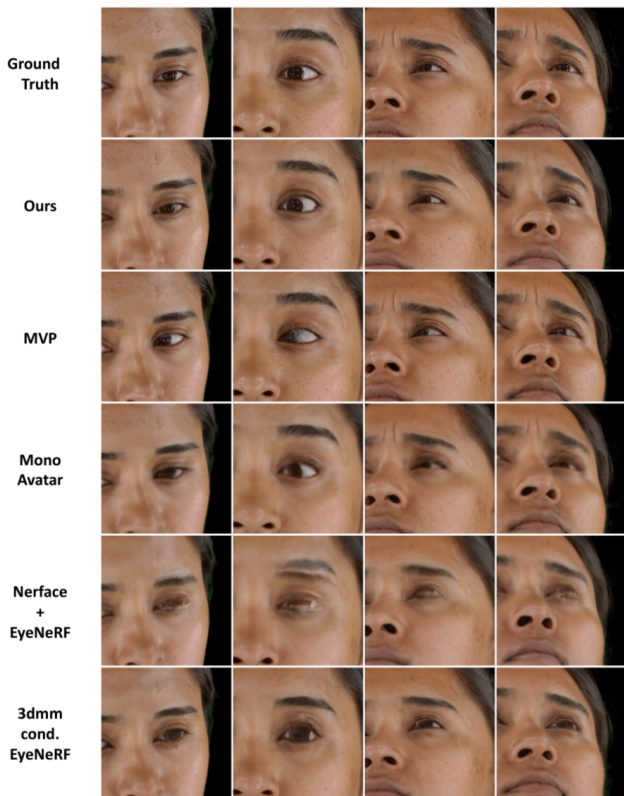 Ground
Truth
Ours
MVP
Mono
Avatar
Nerface
+
EyeNeRF
3dmm
cond.
EyeNeRF